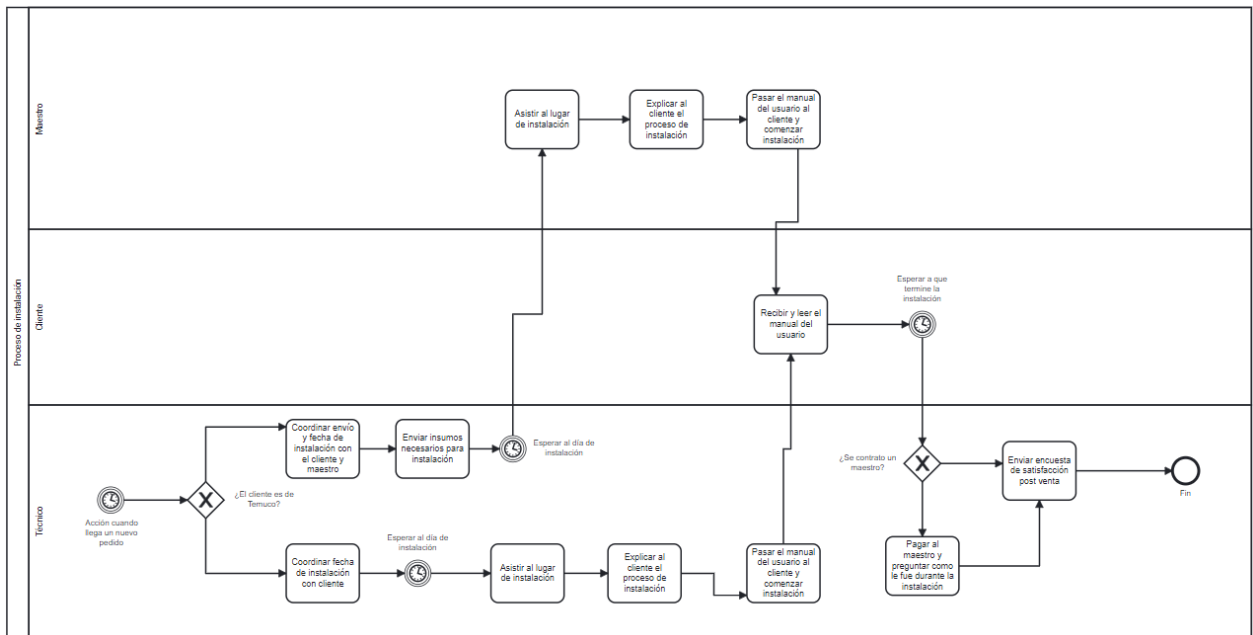 Proceso de instalación
Maestro
Asistir al lugar
de instalación
Explicar al
cliente el
proceso de
instalación
Pasar el manual
del usuario al
cliente y
comenzar
instalación
Cliente
Recibir y leer el
manual del
usuario
Esperar a que
termine la
instalación
Técnico
Acción cuando
llega un nuevo
pedido
¿El cliente es de
Temuco?
Coordinar envío
y fecha de
instalación con
el cliente y
maestro
Enviar insumos
necesarios para
instalación
Esperar al día de
instalación
Coordinar fecha
de instalación
con cliente
Esperar al día de
instalación
Asistir al lugar
de instalación
Explicar al
cliente el
proceso de
instalación
Pasar el manual
del usuario al
cliente y
comenzar
instalación
¿Se contrato un
maestro?
Pagar al
maestro y
preguntar como
le fue durante la
instalación
Enviar encuesta
de satisfacción
post venta
Fin